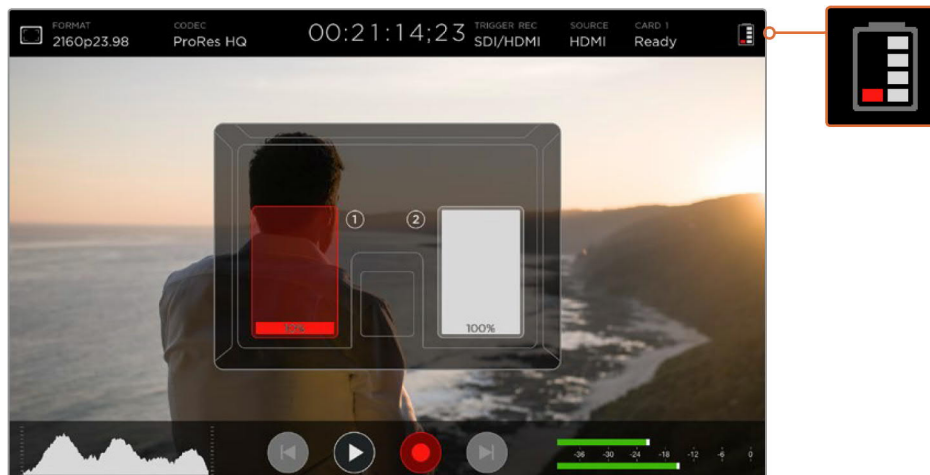 FORMAT
2160p23.98
CODEC
ProRes HQ
00:21:14;23
TRIGGER REC
SDI/HDMI
SOURCE
HDMI
CARD 1
Ready
1
2
100%
-36 -30 -24 -18 -12 -6 0